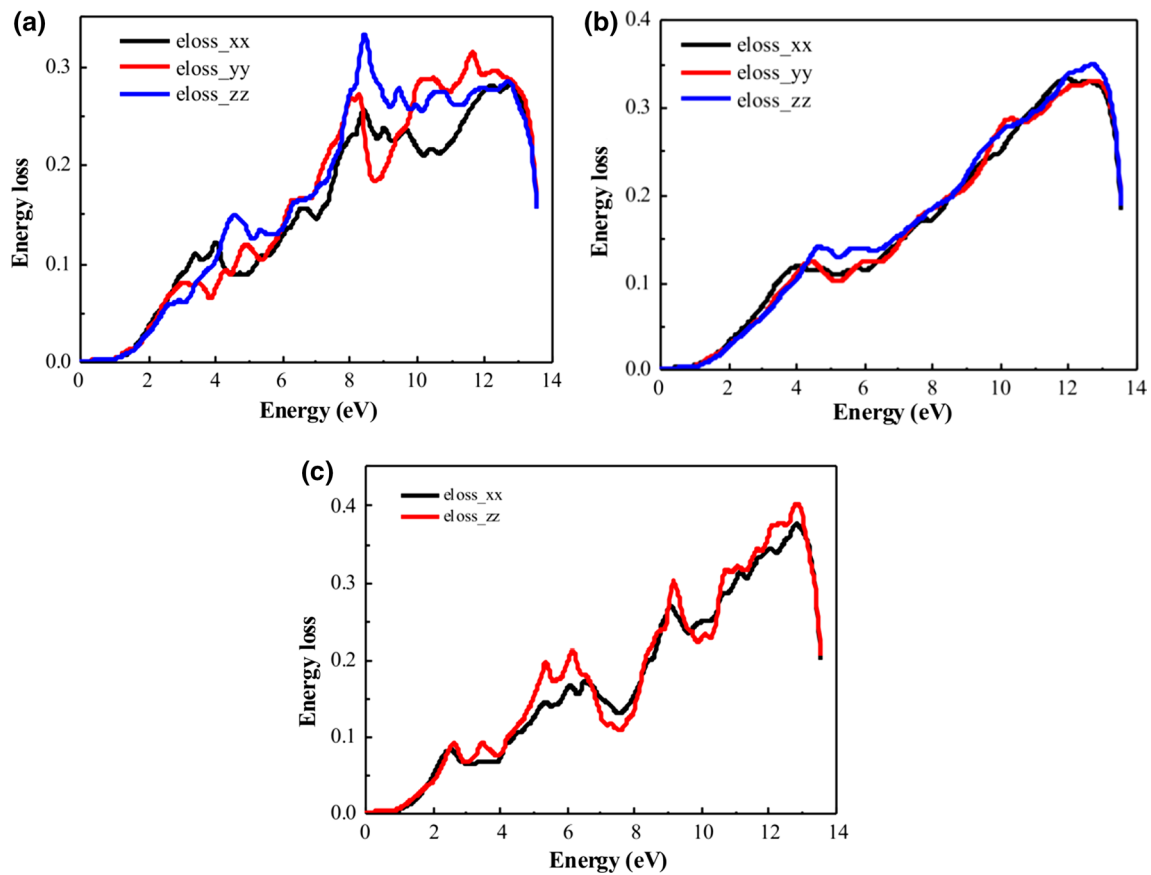 (a)
eloss_xx
eloss_yy
eloss_zz
0.3
0.2
0.1
0.0
Energy loss
0 2 4 6 8 10 12 14
Energy (eV)
(b)
eloss_xx
eloss_yy
eloss_zz
0.4
0.3
0.2
0.1
0.0
Energy loss
0 2 4 6 8 10 12 14
Energy (eV)
(c)
eloss_xx
eloss_zz
0.4
0.3
0.2
0.1
0.0
Energy loss
0 2 4 6 8 10 12 14
Energy (eV)